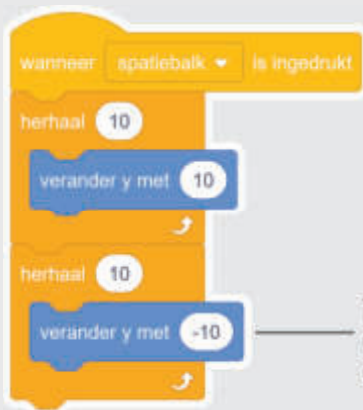 wanneer spatiebalk is ingedrukt
herhaal 10
verander y met 10
herhaal 10
verander y met -10